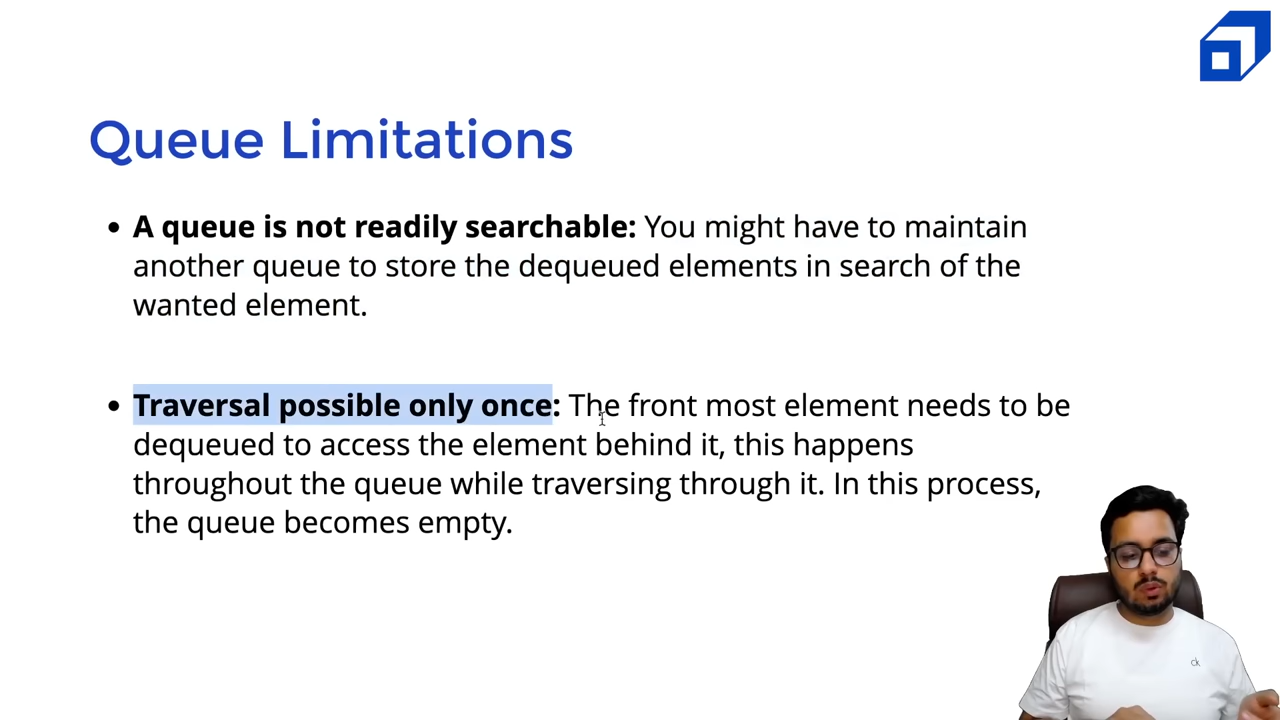 Queue Limitations
• A queue is not readily searchable: You might have to maintain
another queue to store the dequeued elements in search of the
wanted element.
• Traversal possible only once: The front most element needs to be
dequeued to access the element behind it, this happens
throughout the queue while traversing through it. In this process,
the queue becomes empty.
ck